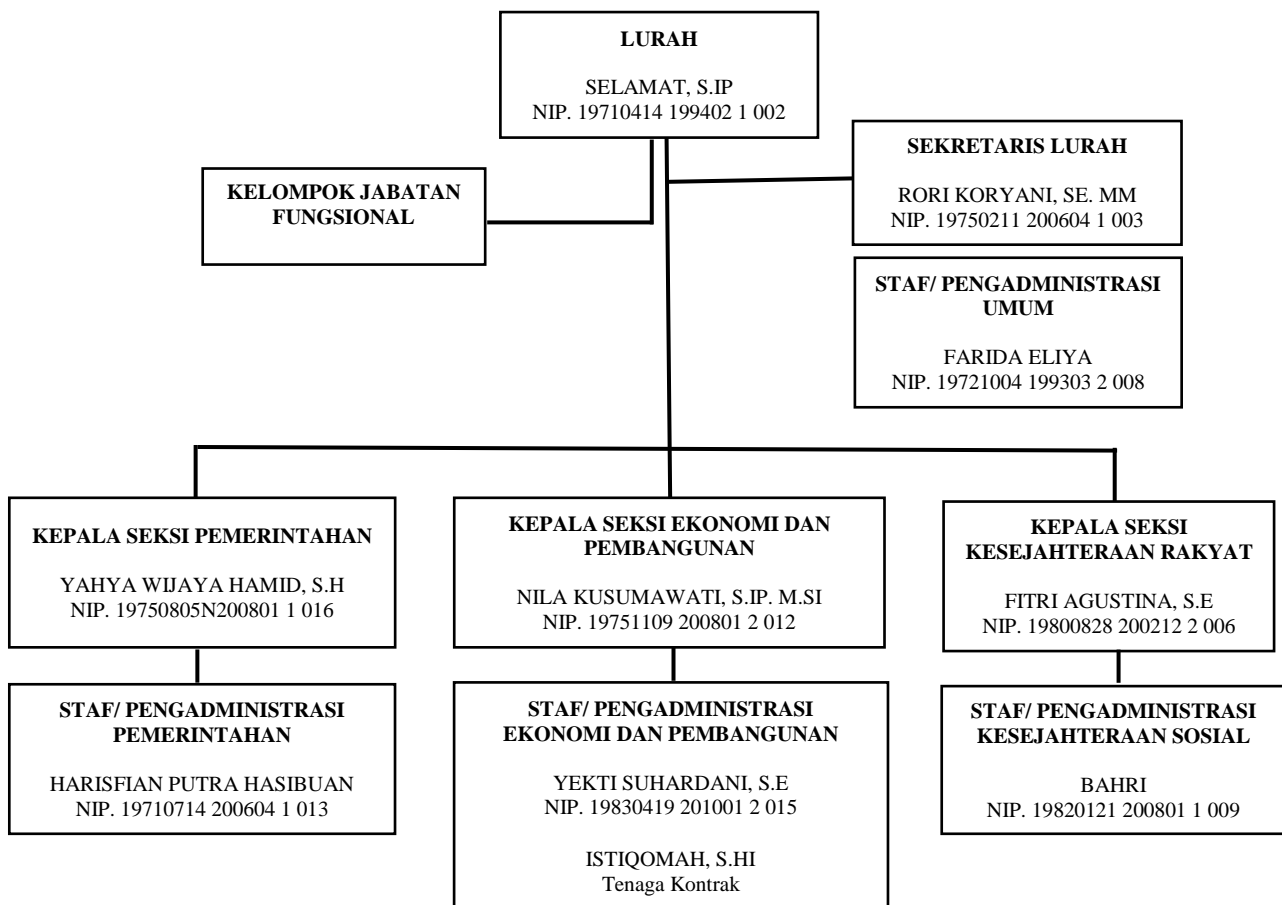 LURAH
SELAMAT, S.IP
NIP. 19710414 199402 1 002
SEKRETARIS LURAH
RORI KORYANI, SE. MM
NIP. 19750211 200604 1 003
KELOMPOK JABATAN
FUNGSIONAL
STAF/ PENGADMINISTRASI
UMUM
FARIDA ELIYA
NIP. 19721004 199303 2 008
KEPALA SEKSI PEMERINTAHAN
YAHYA WIJAYA HAMID, S.H
NIP. 19750805N200801 1 016
KEPALA SEKSI EKONOMI DAN
PEMBANGUNAN
NILA KUSUMAWATI, S.IP. M.SI
NIP. 19751109 200801 2 012
KEPALA SEKSI
KESEJAHTERAAN RAKYAT
FITRI AGUSTINA, S.E
NIP. 19800828 200212 2 006
STAF/ PENGADMINISTRASI
PEMERINTAHAN
HARISFIAN PUTRA HASIBUAN
NIP. 19710714 200604 1 013
STAF/ PENGADMINISTRASI
EKONOMI DAN PEMBANGUNAN
YEKTI SUHARDANI, S.E
NIP. 19830419 201001 2 015
ISTIQOMAH, S.HI
Tenaga Kontrak
STAF/ PENGADMINISTRASI
KESEJAHTERAAN SOSIAL
BAHRI
NIP. 19820121 200801 1 009